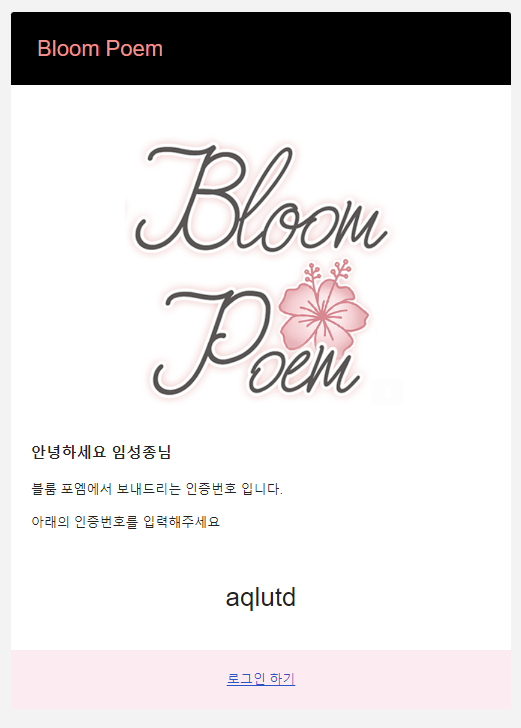 Bloom Poem
Bloom
Poem
안녕하세요 임성종님
블룸 포엠에서 보내드리는 인증번호 입니다.
아래의 인증번호를 입력해주세요
aqlutd
로그인 하기